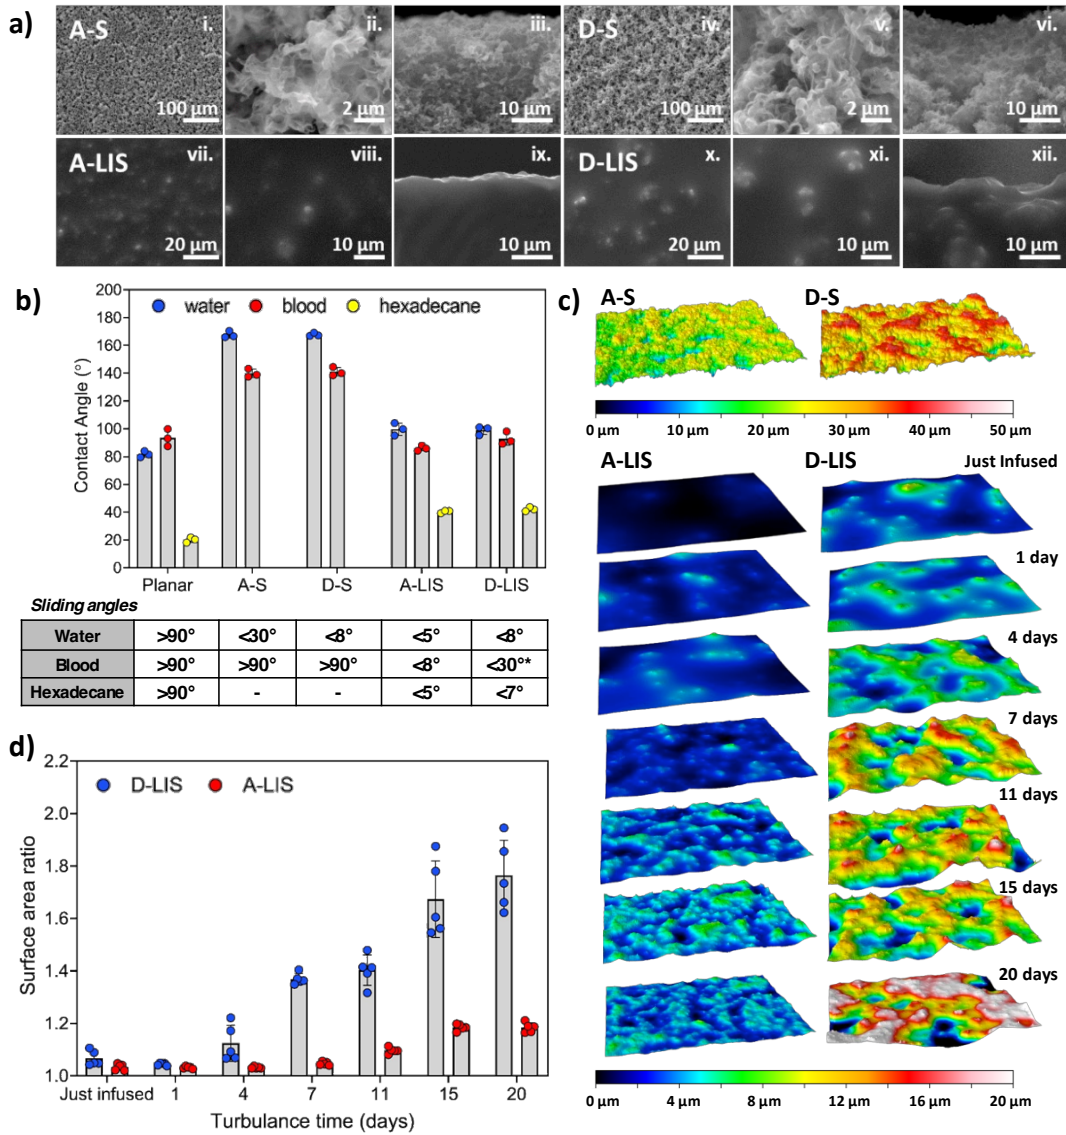 a)
A-S
i.
100 µm
ii.
2 µm
iii.
10 µm
D-S
iv.
100 µm
v.
2 µm
vi.
10 µm
A-LIS
vii.
20 µm
viii.
10 µm
ix.
10 µm
D-LIS
x.
20 µm
xi.
10 µm
xii.
10 µm
b)
water
blood
hexadecane
Contact Angle (°)
200
180
160
140
120
100
80
60
40
20
0
Planar
A-S
D-S
A-LIS
D-LIS
Sliding angles
Water >90° <30° <8° <5° <8°
Blood >90° >90° >90° <8° <30°*
Hexadecane >90° - - <5° <7°
c)
A-S
D-S
0 µm 10 µm 20 µm 30 µm 40 µm 50 µm
A-LIS
D-LIS
Just Infused
1 day
4 days
7 days
11 days
15 days
20 days
0 µm 4 µm 8 µm 12 µm 16 µm 20 µm
d)
D-LIS
A-LIS
Surface area ratio
2.2
2.0
1.8
1.6
1.4
1.2
1.0
Just infused
1
4
7
11
15
20
Turbulance time (days)